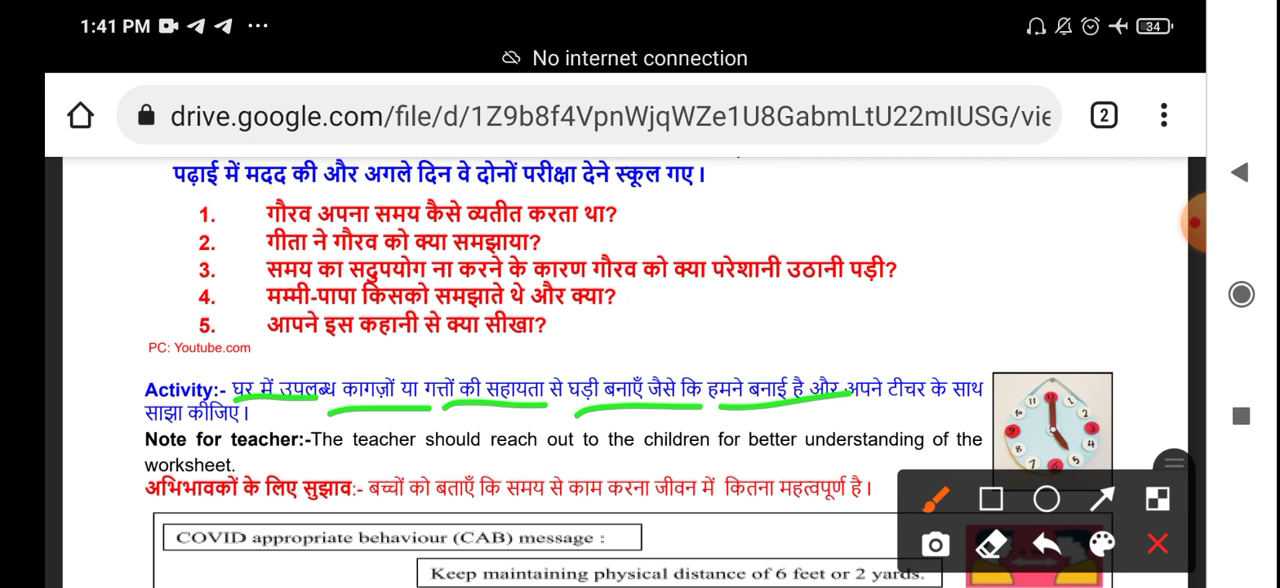 1:41 PM
34
No internet connection
drive.google.com/file/d/1Z9b8f4VpnWjqWZe1U8GabmLtU22mIUSG/vie
2
पढ़ाई में मदद की और अगले दिन वे दोनों परीक्षा देने स्कूल गए।
1. गौरव अपना समय कैसे व्यतीत करता था?
2. गीता ने गौरव को क्या समझाया?
3. समय का सदुपयोग ना करने के कारण गौरव को क्या परेशानी उठानी पड़ी?
4. मम्मी-पापा किसको समझाते थे और क्या?
5. आपने इस कहानी से क्या सीखा?
PC: Youtube.com
Activity:- घर में उपलब्ध कागज़ों या गत्तों की सहायता से घड़ी बनाएँ जैसे कि हमने बनाई है और अपने टीचर के साथ
साझा कीजिए।
Note for teacher:-The teacher should reach out to the children for better understanding of the
worksheet.
अभिभावकों के लिए सुझाव:- बच्चों को बताएँ कि समय से काम करना जीवन में कितना महत्वपूर्ण है।
COVID appropriate behaviour (CAB) message :
Keep maintaining physical distance of 6 feet or 2 yards.